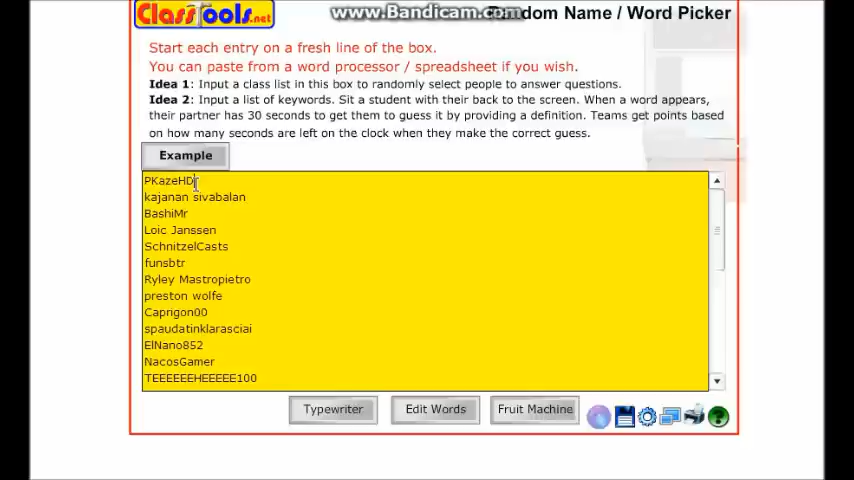 ClassTools.net
www.Bandicam.com
Random Name / Word Picker
Start each entry on a fresh line of the box.
You can paste from a word processor / spreadsheet if you wish.
Idea 1: Input a class list in this box to randomly select people to answer questions.
Idea 2: Input a list of keywords. Sit a student with their back to the screen. When a word appears,
their partner has 30 seconds to get them to guess it by providing a definition. Teams get points based
on how many seconds are left on the clock when they make the correct guess.
Example
PKazeHD
kajanan sivabalan
BashiMr
Loic Janssen
SchnitzelCasts
funsbtr
Ryley Mastropietro
preston wolfe
Caprigon00
spaudatinklarasciai
ElNano852
NacosGamer
TEEEEEEHEEEEE100
Typewriter
Edit Words
Fruit Machine
?